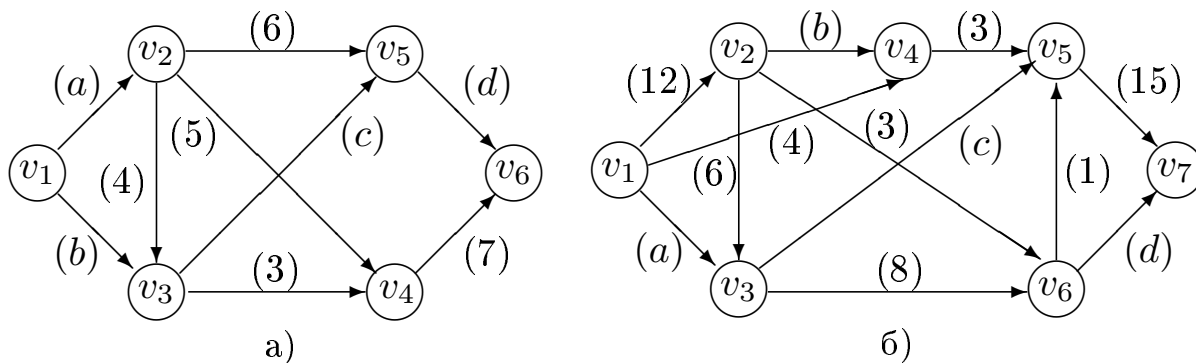 (6)
v₂
v₅
(a)
(d)
(5)
(c)
v₁
(4)
v₆
(b)
(7)
v₃
(3)
v₄
а)
(b)
(3)
v₂
v₄
v₅
(12)
(15)
(4)
(3)
(c)
v₁
(6)
(1)
v₇
(a)
(d)
(8)
v₃
v₆
б)